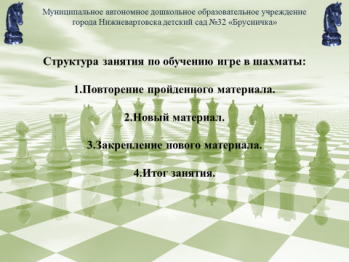 Муниципальное автономное дошкольное образовательное учреждение
города Нижневартовска детский сад №32 «Брусничка»
Структура занятия по обучению игре в шахматы:
1.Повторение пройденного материала.
2.Новый материал.
3.Закрепление нового материала.
4.Итог занятия.